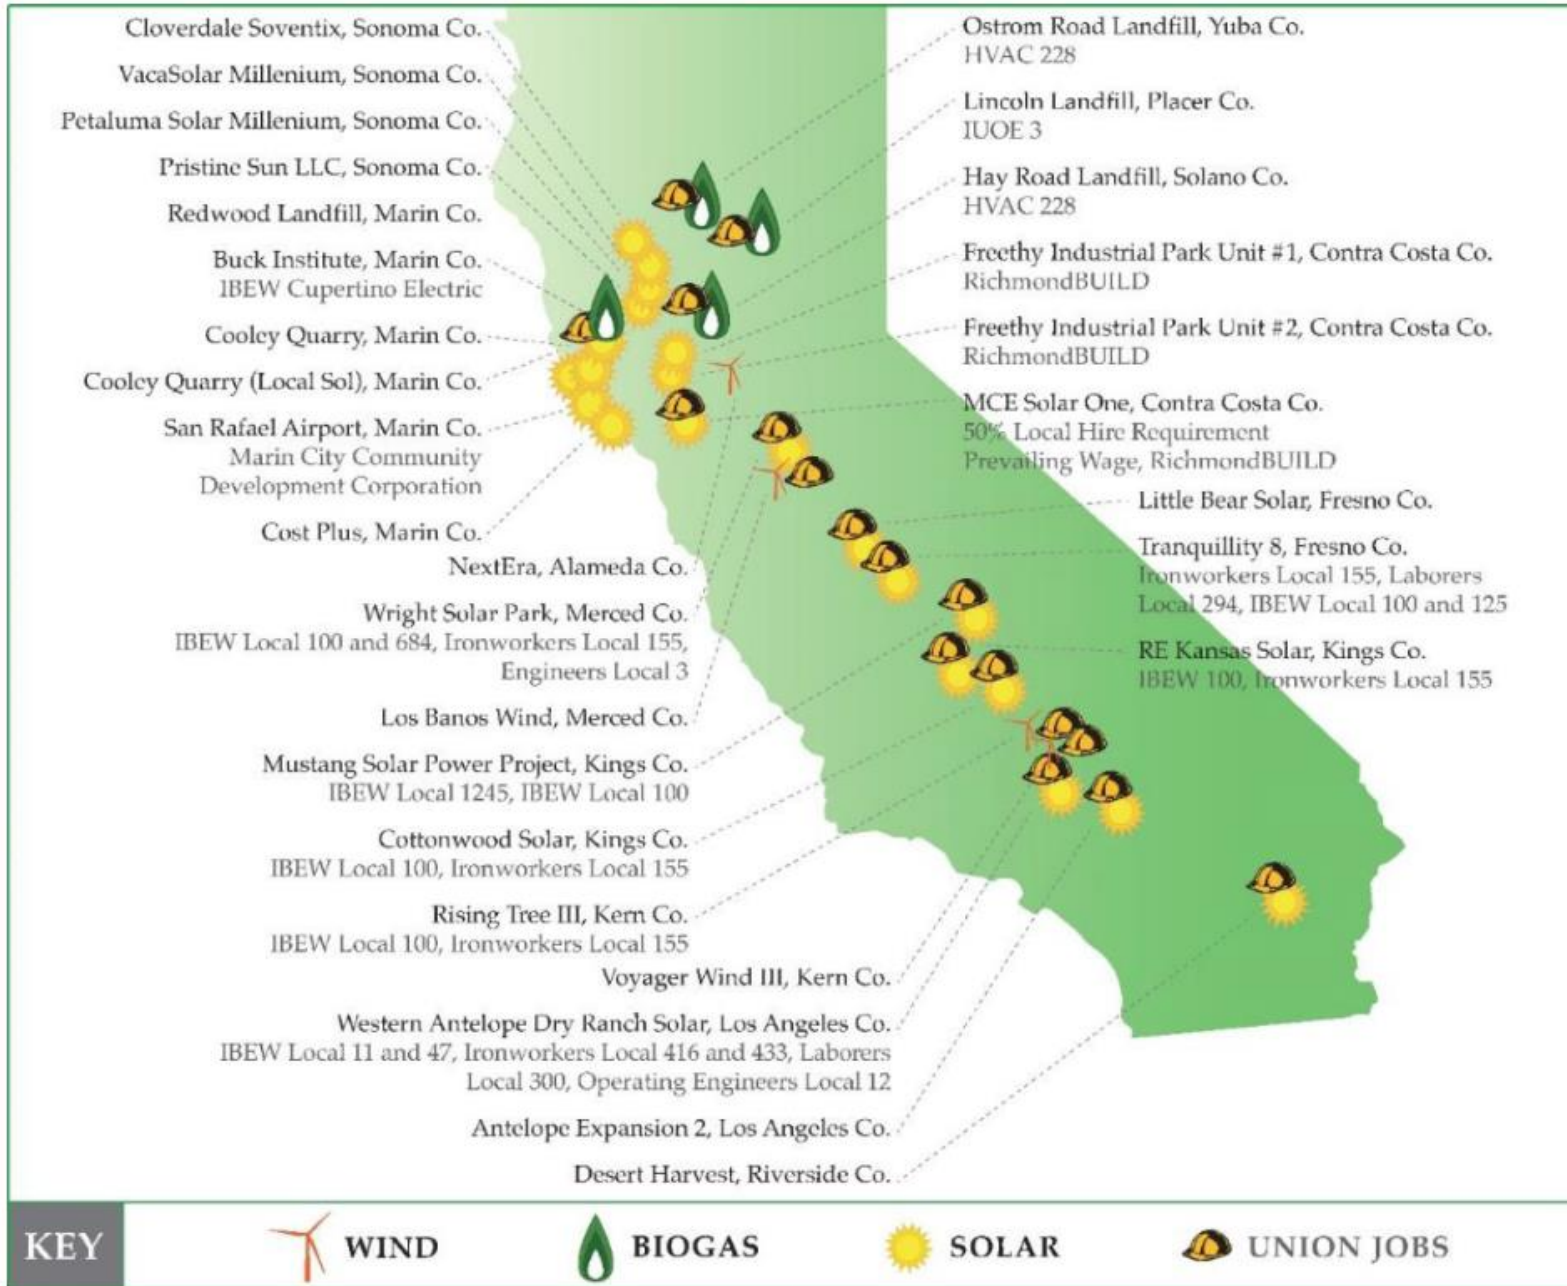 Cloverdale Soventix, Sonoma Co.
VacaSolar Millenium, Sonoma Co.
Petaluma Solar Millenium, Sonoma Co.
Pristine Sun LLC, Sonoma Co.
Redwood Landfill, Marin Co.
Buck Institute, Marin Co.
IBEW Cupertino Electric
Cooley Quarry, Marin Co.
Cooley Quarry (Local Sol), Marin Co.
San Rafael Airport, Marin Co.
Marin City Community
Development Corporation
Cost Plus, Marin Co.
NextEra, Alameda Co.
Wright Solar Park, Merced Co.
IBEW Local 100 and 684, Ironworkers Local 155,
Engineers Local 3
Los Banos Wind, Merced Co.
Mustang Solar Power Project, Kings Co.
IBEW Local 1245, IBEW Local 100
Cottonwood Solar, Kings Co.
IBEW Local 100, Ironworkers Local 155
Rising Tree III, Kern Co.
IBEW Local 100, Ironworkers Local 155
Voyager Wind III, Kern Co.
Western Antelope Dry Ranch Solar, Los Angeles Co.
IBEW Local 11 and 47, Ironworkers Local 416 and 433, Laborers
Local 300, Operating Engineers Local 12
Antelope Expansion 2, Los Angeles Co.
Desert Harvest, Riverside Co.
Ostrom Road Landfill, Yuba Co.
HVAC 228
Lincoln Landfill, Placer Co.
IUOE 3
Hay Road Landfill, Solano Co.
HVAC 228
Freethy Industrial Park Unit #1, Contra Costa Co.
RichmondBUILD
Freethy Industrial Park Unit #2, Contra Costa Co.
RichmondBUILD
MCE Solar One, Contra Costa Co.
50% Local Hire Requirement
Prevailing Wage, RichmondBUILD
Little Bear Solar, Fresno Co.
Tranquillity 8, Fresno Co.
Ironworkers Local 155, Laborers
Local 294, IBEW Local 100 and 125
RE Kansas Solar, Kings Co.
IBEW 100, Ironworkers Local 155
KEY
WIND
BIOGAS
SOLAR
UNION JOBS